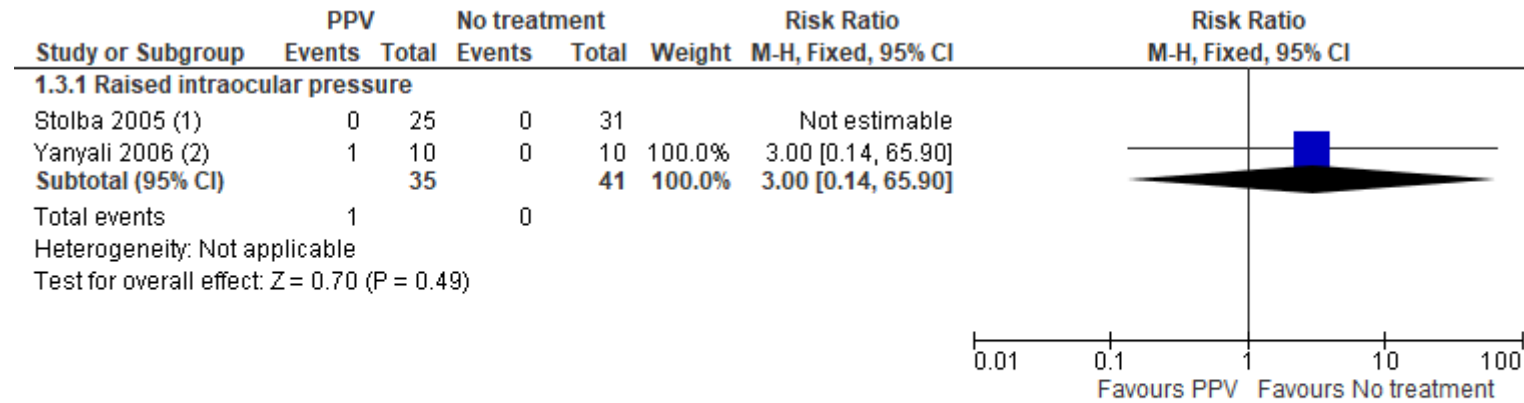 PPV No treatment Risk Ratio Risk Ratio
Study or Subgroup Events Total Events Total Weight M-H, Fixed, 95% CI M-H, Fixed, 95% CI
1.3.1 Raised intraocular pressure
Stolba 2005 (1) 0 25 0 31 Not estimable
Yanyali 2006 (2) 1 10 0 10 100.0% 3.00 [0.14, 65.90]
Subtotal (95% CI) 35 41 100.0% 3.00 [0.14, 65.90]
Total events 1 0
Heterogeneity: Not applicable
Test for overall effect: Z = 0.70 (P = 0.49)
0.01 0.1 1 10 100
Favours PPV Favours No treatment